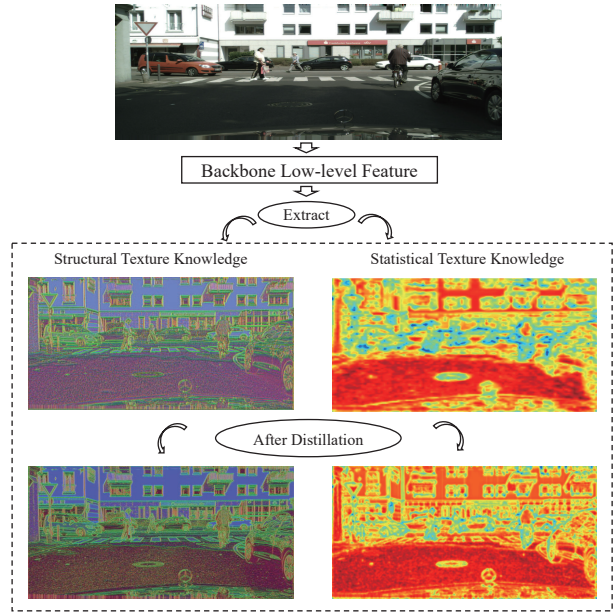 Backbone Low-level Feature
Extract
Structural Texture Knowledge
Statistical Texture Knowledge
After Distillation